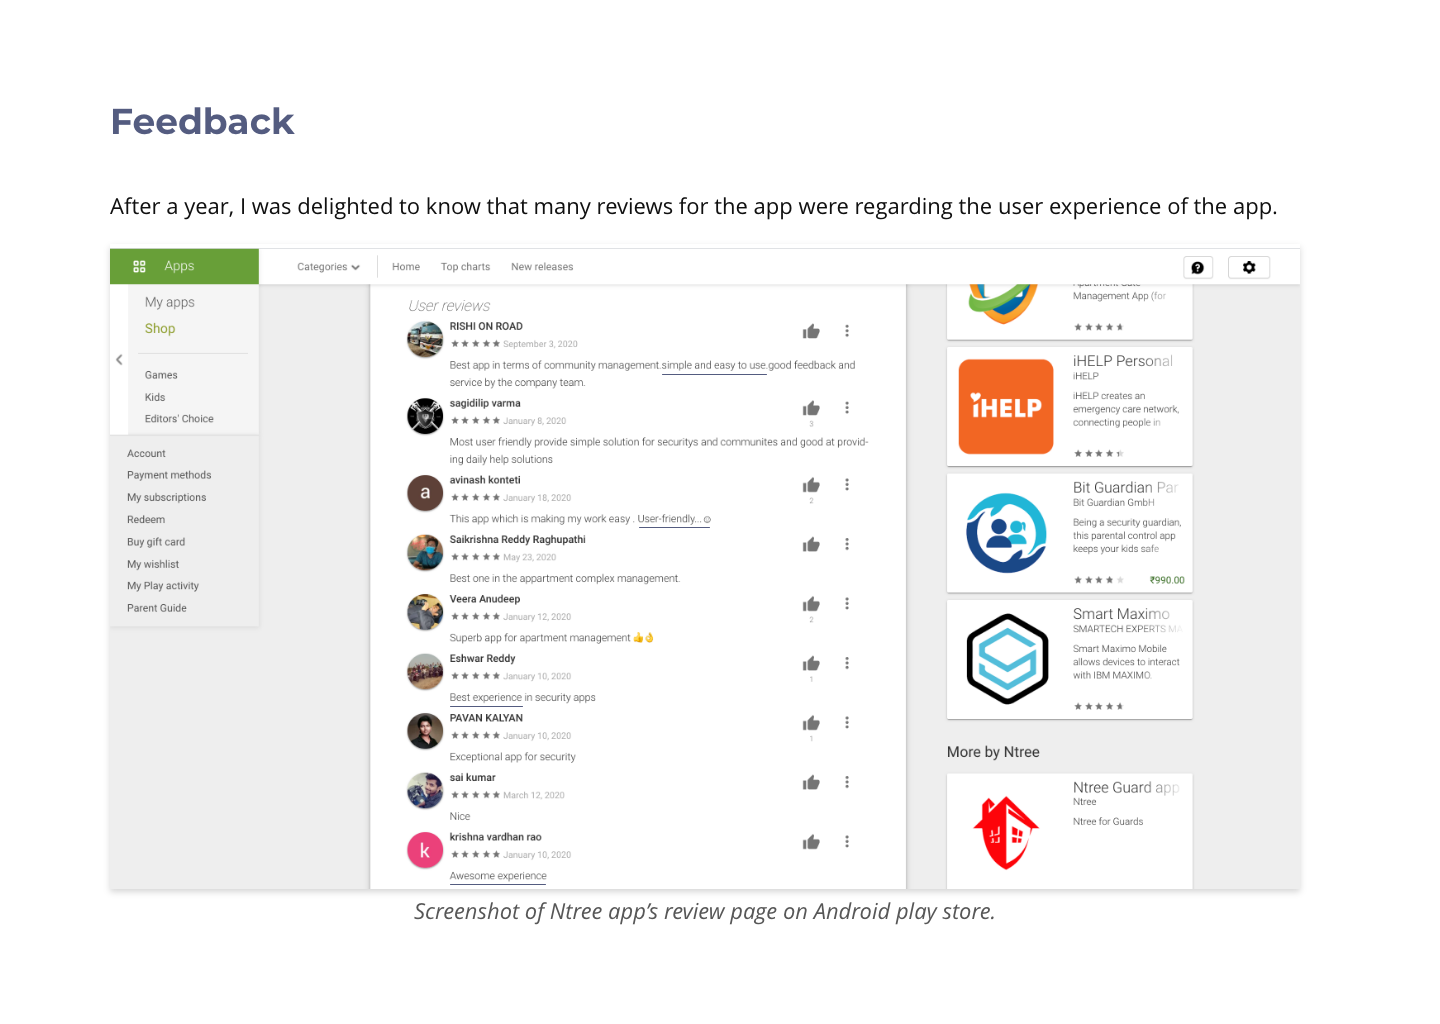 Feedback
After a year, I was delighted to know that many reviews for the app were regarding the user experience of the app.
Apps
Categories
Home
Top charts
New releases
My apps
Shop
Games
Kids
Editors' Choice
Account
Payment methods
My subscriptions
Redeem
Buy gift card
My wishlist
My Play activity
Parent Guide
User reviews
RISHI ON ROAD
September 3, 2020
Best app in terms of community management.simple and easy to use.good feedback and
service by the company team.
sagidilip varma
January 8, 2020
3
Most user friendly provide simple solution for securitys and communites and good at provid-
ing daily help solutions
a
avinash konteti
January 18, 2020
2
This app which is making my work easy . User-friendly...☺
Saikrishna Reddy Raghupathi
May 23, 2020
Best one in the appartment complex management.
Veera Anudeep
January 12, 2020
2
Superb app for apartment management 👍👌
Eshwar Reddy
January 10, 2020
1
Best experience in security apps
PAVAN KALYAN
January 10, 2020
1
Exceptional app for security
sai kumar
March 12, 2020
Nice
k
krishna vardhan rao
January 10, 2020
Awesome experience
Management App (for
iHELP
iHELP Personal
iHELP
iHELP creates an
emergency care network,
connecting people in
Bit Guardian Par
Bit Guardian GmbH
Being a security guardian,
this parental control app
keeps your kids safe
₹990.00
Smart Maximo
SMARTECH EXPERTS MA
Smart Maximo Mobile
allows devices to interact
with IBM MAXIMO.
More by Ntree
Ntree Guard app
Ntree
Ntree for Guards
Screenshot of Ntree app's review page on Android play store.